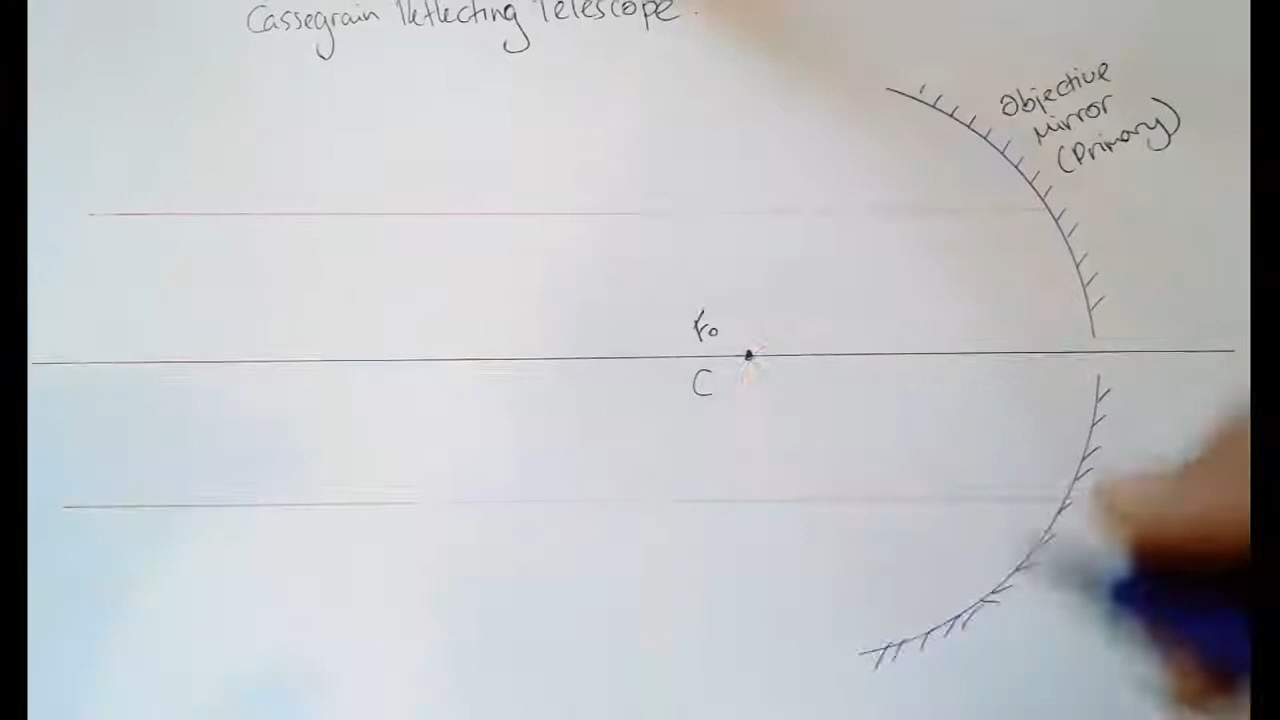 Cassegrain Reflecting Telescope.
Objective
Mirror
(Primary)
Fo
C